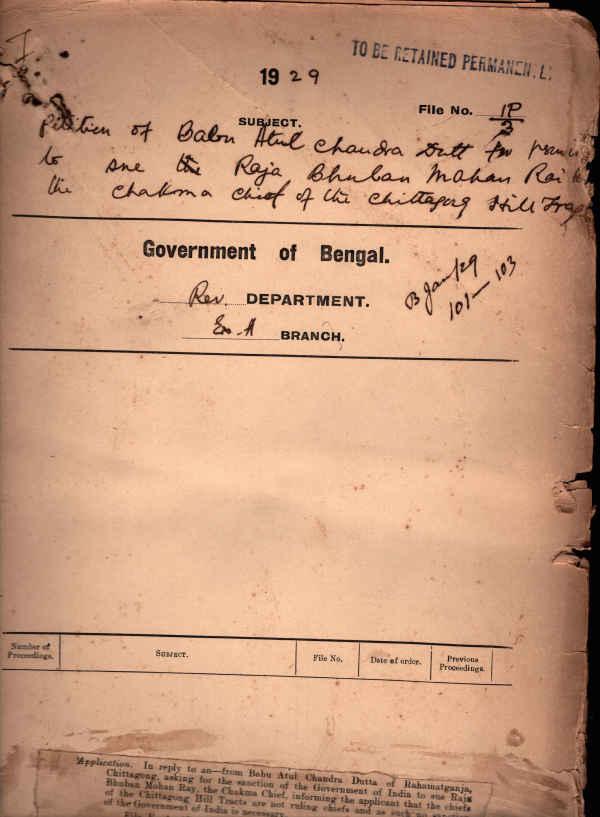 TO BE RETAINED PERMANENTL
1929
File No. 1P/3
SUBJECT.
Petition of Babu Atul Chandra Dutt for
to sue the Raja Bhuban Mohan Rai
the Chakma Chief of the Chittagong Hill Tracts
Government of Bengal.
Rev. DEPARTMENT.
B Jan/29
101—103
BRANCH.
Number of Proceedings.
SUBJECT.
File No.
Date of order.
Previous Proceedings.
Application. In reply to an—from Babu Atul Chandra Dutta of Rahamatganja,
Chittagong, asking for the sanction of the Government of India to sue Raja
Bhuban Mohan Ray, the Chakma Chief, informing the applicant that the chiefs
of the Chittagong Hill Tracts are not ruling chiefs and as such no sanction
of the Government of India is necessary.